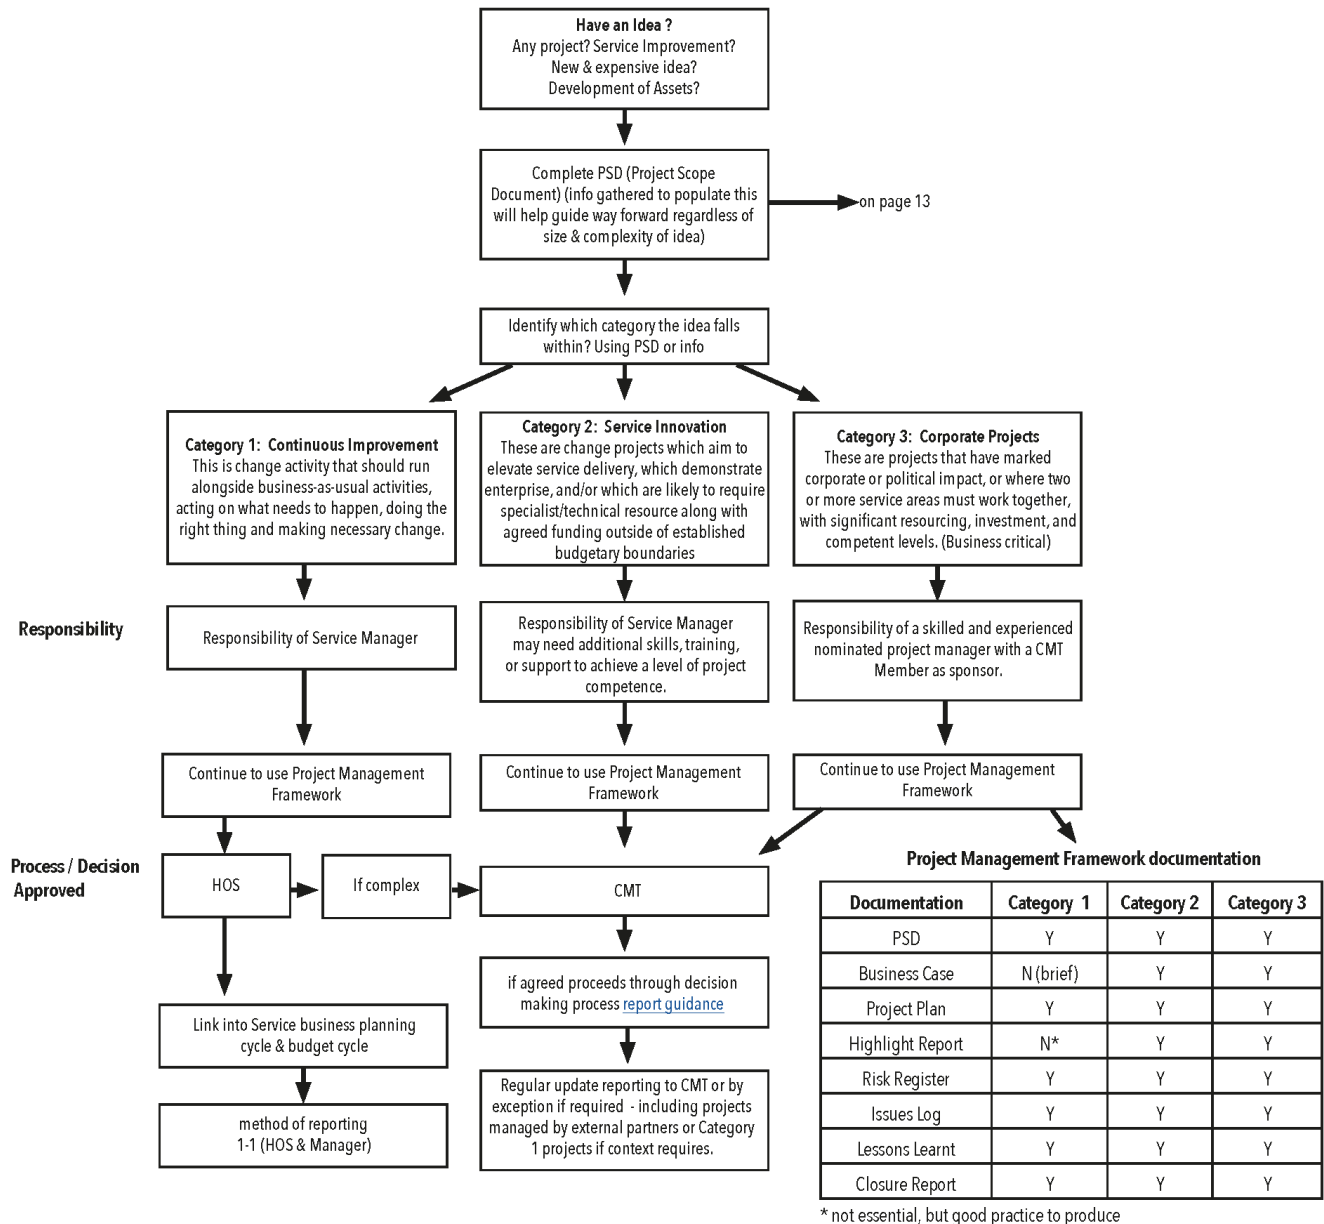 Have an Idea ?
Any project? Service Improvement?
New & expensive idea?
Development of Assets?
Complete PSD (Project Scope
Document) (info gathered to populate this
will help guide way forward regardless of
size & complexity of idea)
on page 13
Identify which category the idea falls
within? Using PSD or info
Category 1: Continuous Improvement
This is change activity that should run
alongside business-as-usual activities,
acting on what needs to happen, doing the
right thing and making necessary change.
Category 2: Service Innovation
These are change projects which aim to
elevate service delivery, which demonstrate
enterprise, and/or which are likely to require
specialist/technical resource along with
agreed funding outside of established
budgetary boundaries
Category 3: Corporate Projects
These are projects that have marked
corporate or political impact, or where two
or more service areas must work together,
with significant resourcing, investment, and
competent levels. (Business critical)
Responsibility
Responsibility of Service Manager
Responsibility of Service Manager
may need additional skills, training,
or support to achieve a level of project
competence.
Responsibility of a skilled and experienced
nominated project manager with a CMT
Member as sponsor.
Continue to use Project Management
Framework
Continue to use Project Management
Framework
Continue to use Project Management
Framework
Process / Decision
Approved
HOS
If complex
CMT
Link into Service business planning
cycle & budget cycle
method of reporting
1-1 (HOS & Manager)
if agreed proceeds through decision
making process report guidance
Regular update reporting to CMT or by
exception if required - including projects
managed by external partners or Category
1 projects if context requires.
Project Management Framework documentation
Documentation Category 1 Category 2 Category 3
PSD Y Y Y
Business Case N (brief) Y Y
Project Plan Y Y Y
Highlight Report N* Y Y
Risk Register Y Y Y
Issues Log Y Y Y
Lessons Learnt Y Y Y
Closure Report Y Y Y
* not essential, but good practice to produce